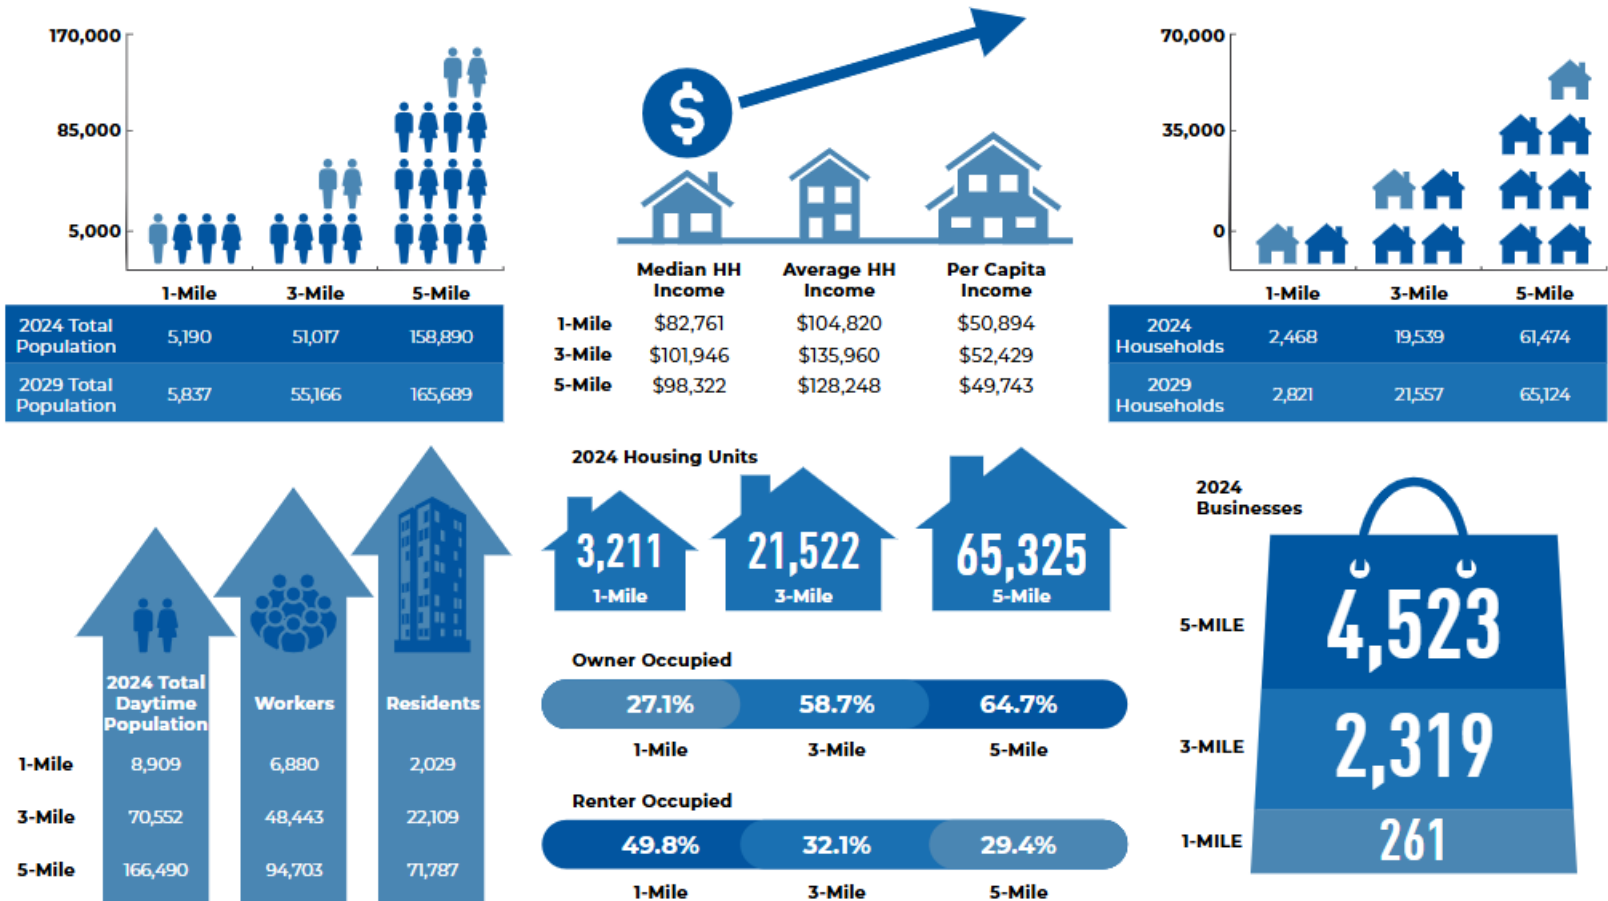 170,000
85,000
5,000
1-Mile 3-Mile 5-Mile
2024 Total
Population
5,190 51,017 158,890
2029 Total
Population
5,837 55,166 165,689
$
Median HH
Income
Average HH
Income
Per Capita
Income
1-Mile $82,761 $104,820 $50,894
3-Mile $101,946 $135,960 $52,429
5-Mile $98,322 $128,248 $49,743
70,000
35,000
0
1-Mile 3-Mile 5-Mile
2024
Households
2,468 19,539 61,474
2029
Households
2,821 21,557 65,124
2024 Total
Daytime
Population
Workers
Residents
1-Mile 8,909 6,880 2,029
3-Mile 70,552 48,443 22,109
5-Mile 166,490 94,703 71,787
2024 Housing Units
3,211
1-Mile
21,522
3-Mile
65,325
5-Mile
Owner Occupied
27.1% 58.7% 64.7%
1-Mile 3-Mile 5-Mile
Renter Occupied
49.8% 32.1% 29.4%
1-Mile 3-Mile 5-Mile
2024
Businesses
5-MILE 4,523
3-MILE 2,319
1-MILE 261